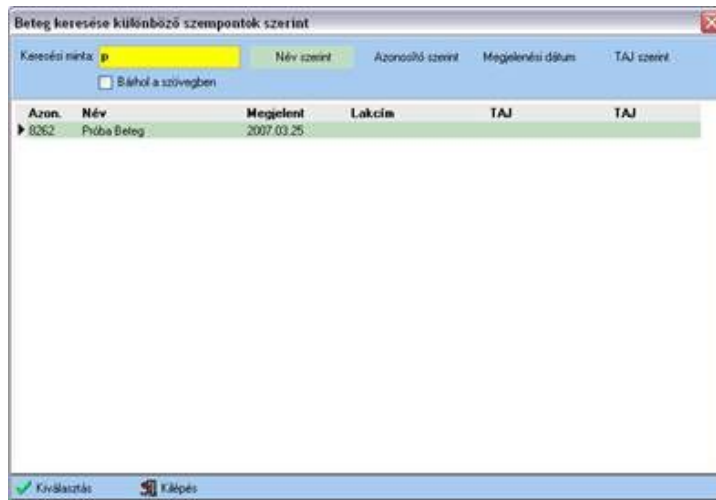 Beteg keresése különböző szempontok szerint
Keresési minta: p Név szerint Azonosító szerint Megjelenési dátum TAJ szerint
Bárhol a szövegben
Azon. Név Megjelent Lakcím TAJ TAJ
8262 Próba Beteg 2007.03.25
Kiválasztás Kilépés